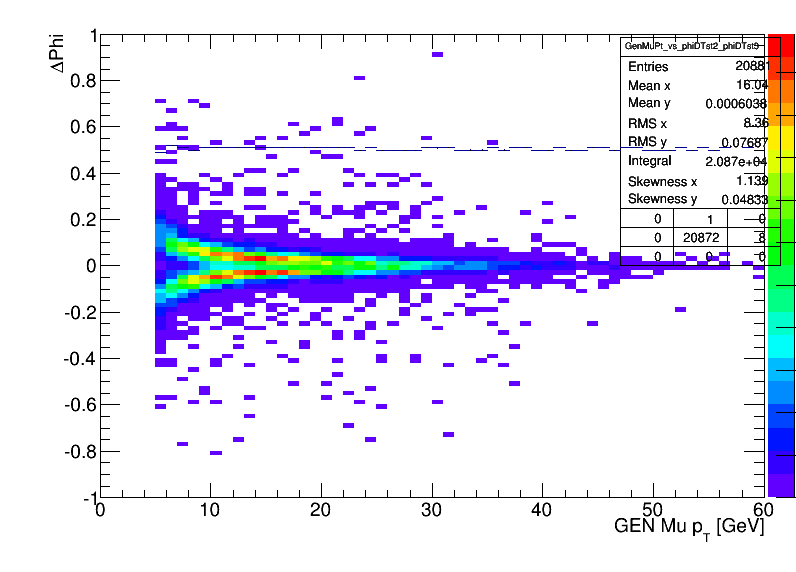 ΔPhi
1
0.8
0.6
0.4
0.2
0
-0.2
-0.4
-0.6
-0.8
-1
0 10 20 30 40 50 60
GEN Mu pT [GeV]
GenMuPt_vs_phiDTst2_phiDTst3
Entries 20881
Mean x 16.04
Mean y 0.0006038
RMS x 8.36
RMS y 0.07687
Integral 2.087e+04
Skewness x 1.139
Skewness y 0.04833
0 1 0
0 20872 8
0 0 0